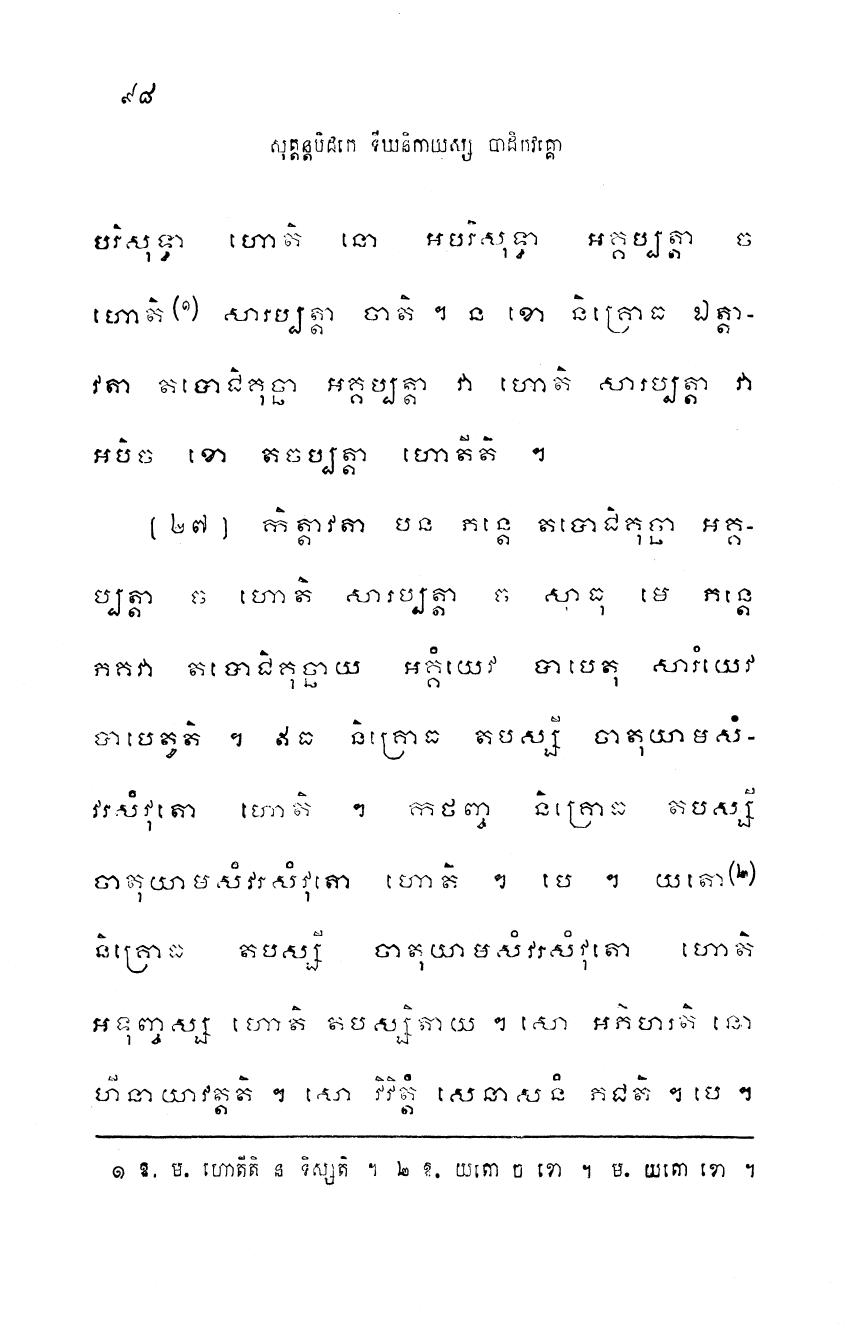 ៩៨
សុត្តន្តបិដកេ ទីឃនិកាយស្ស បាដិកវគ្គោ
បរិសុទ្ធា ហោតិ នោ អបរិសុទ្ធា អគ្គប្បត្តា ច
ហោតិ(១) សារប្បត្តា ចាតិ ។ ន ខោ និគ្រោធ ឯត្តា-
វតា តបោជិគុច្ឆា អគ្គប្បត្តា វា ហោតិ សារប្បត្តា វា
អបិច ខោ តចប្បត្តា ហោតីតិ ។
[២៧] កិត្តាវតា បន ភន្តេ តបោជិគុច្ឆា អគ្គ-
ប្បត្តា ច ហោតិ សារប្បត្តា ច សាធុ មេ ភន្តេ
ភគវា តបោជិគុច្ឆាយ អគ្គំយេវ បាបេតុ សារំយេវ
បាបេតូតិ ។ ឥធ និគ្រោធ តបស្សី ចាតុយាមសំ-
វរសំវុតោ ហោតិ ។ កថញ្ច និគ្រោធ តបស្សី
ចាតុយាមសំវរសំវុតោ ហោតិ ។ បេ ។ យតោ(២)
និគ្រោធ តបស្សី ចាតុយាមសំវរសំវុតោ ហោតិ
អទុញ្ចស្ស ហោតិ តបស្សិតាយ ។ សោ អភិហរតិ នោ
ហីនាយាវត្តតិ ។ សោ វិវិត្តំ សេនាសនំ ភជតិ ។ បេ ។
១ ឱ. ម. ហោតីតិ ន ទិស្សតិ ។ ២ ឱ. យតោ ច ខោ ។ ម. យតោ ខោ ។